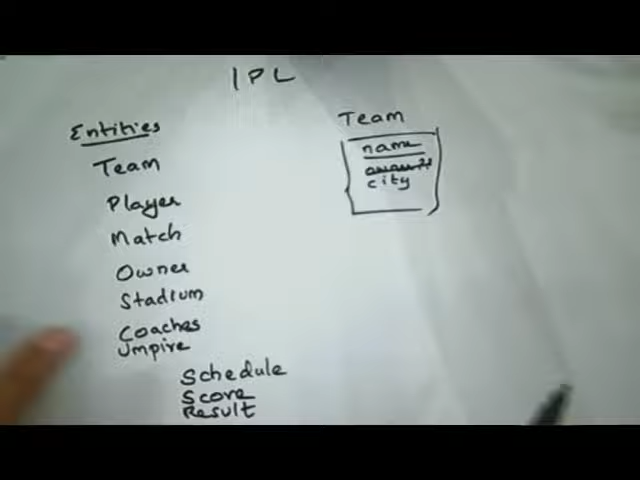 IPL
Entities
Team
Player
Match
Owner
Stadium
Coaches
Umpire
Schedule
Score
Result
Team
name
city